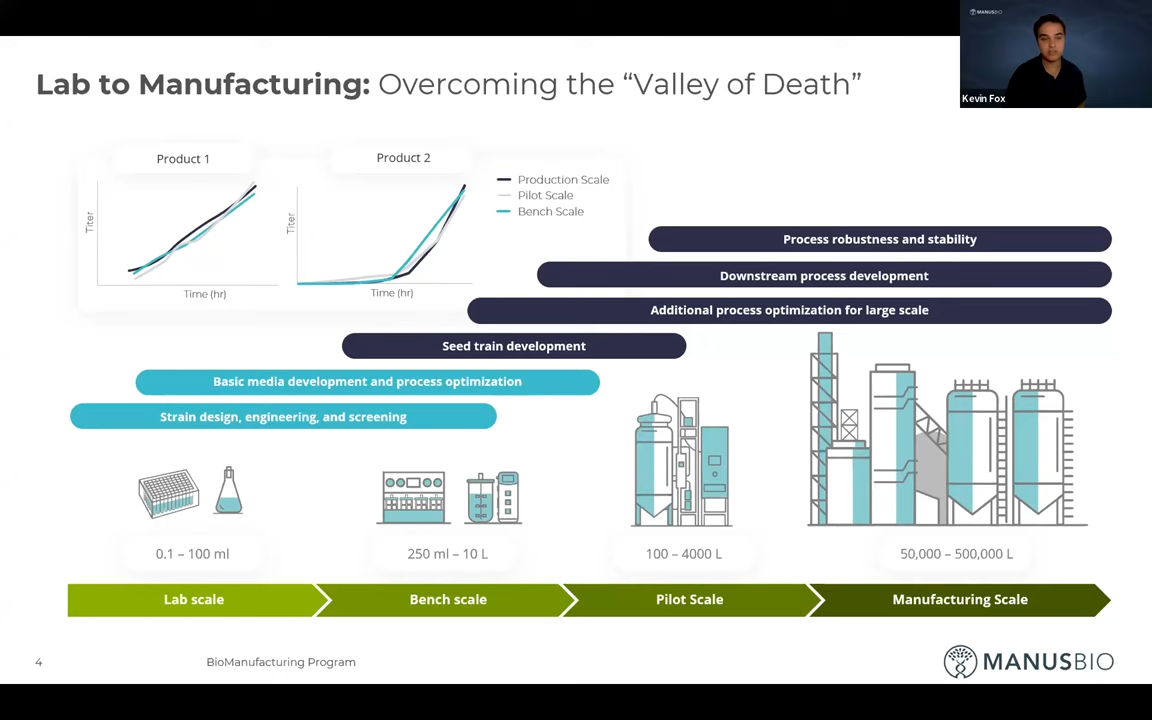 MANUSBIO
Kevin Fox
Lab to Manufacturing: Overcoming the “Valley of Death”
Product 1
Product 2
Titer
Time (hr)
Titer
Time (hr)
Production Scale
Pilot Scale
Bench Scale
Process robustness and stability
Downstream process development
Additional process optimization for large scale
Seed train development
Basic media development and process optimization
Strain design, engineering, and screening
0.1 – 100 ml
250 ml – 10 L
100 – 4000 L
50,000 – 500,000 L
Lab scale
Bench scale
Pilot Scale
Manufacturing Scale
4
BioManufacturing Program
MANUSBIO